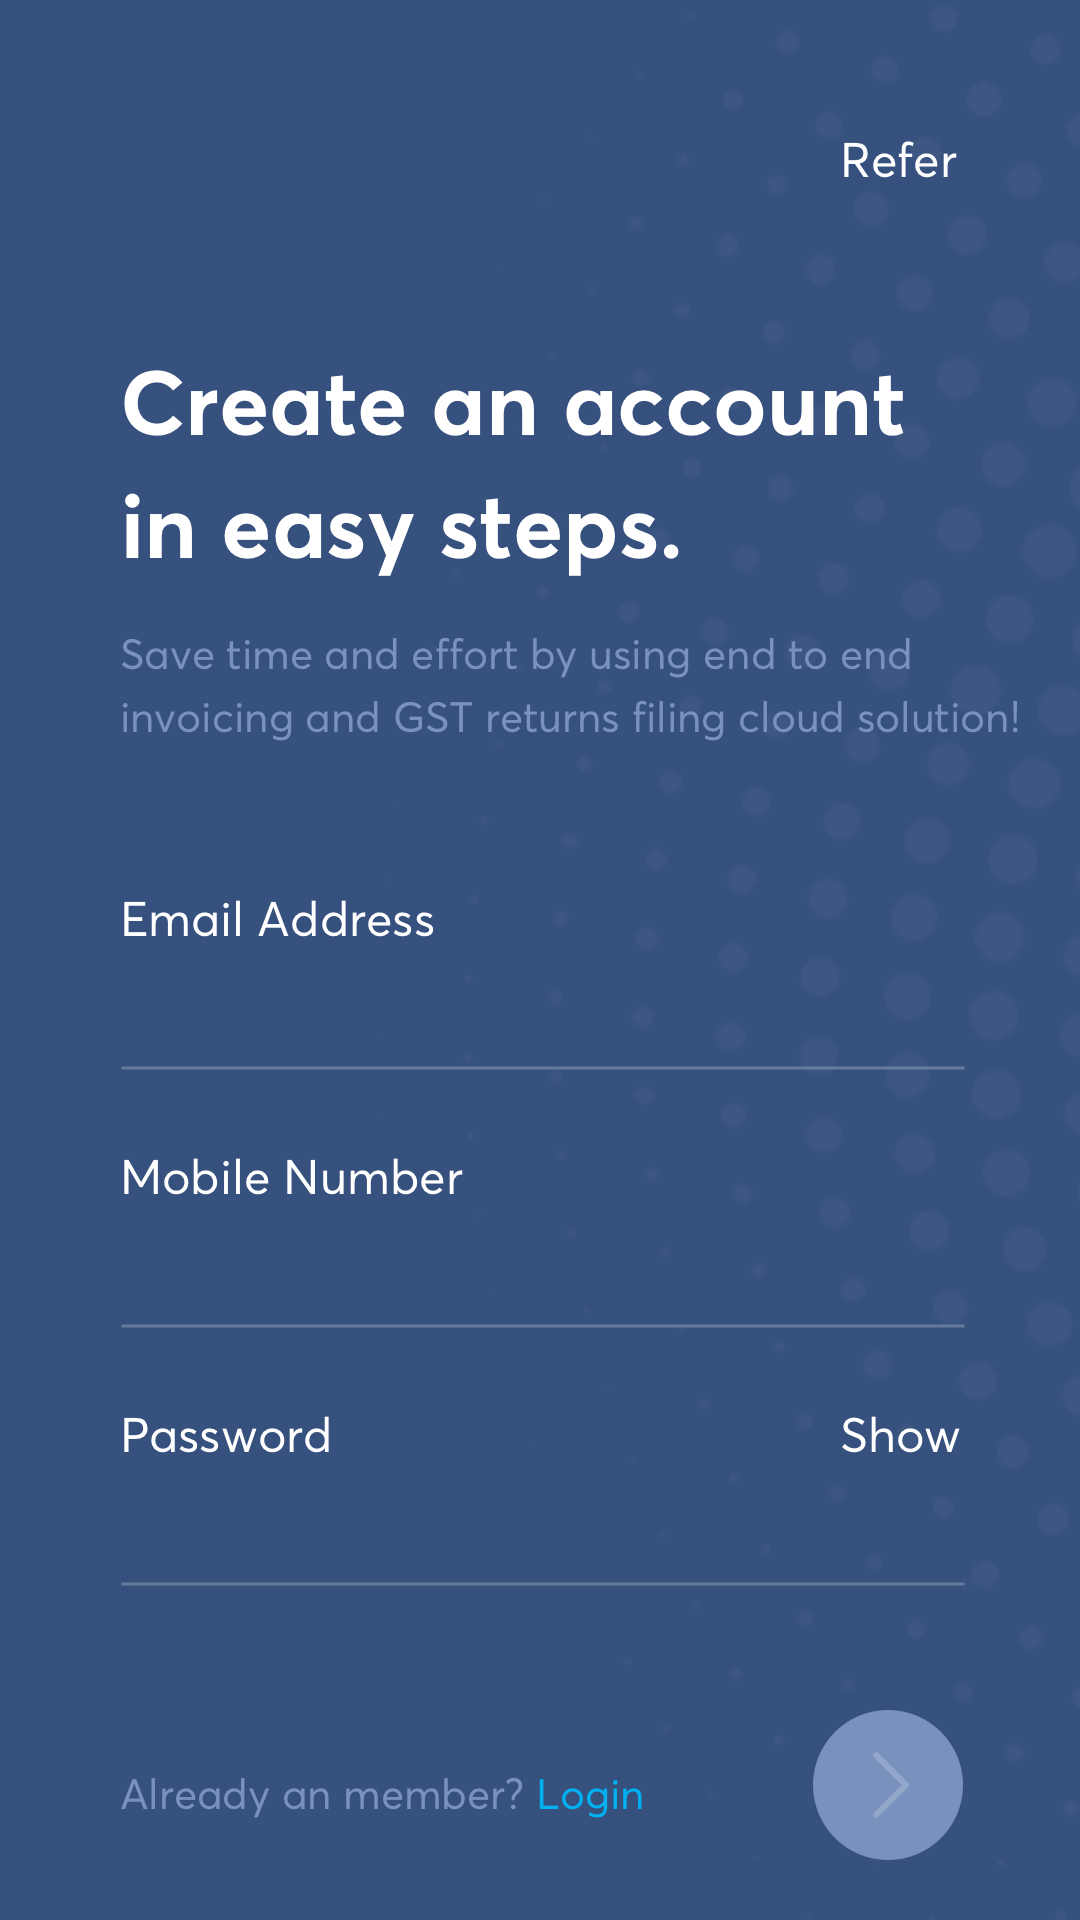 Refer
Create an account
in easy steps.
Save time and effort by using end to end
invoicing and GST returns filing cloud solution!
Email Address
Mobile Number
Password Show
Already an member? Login